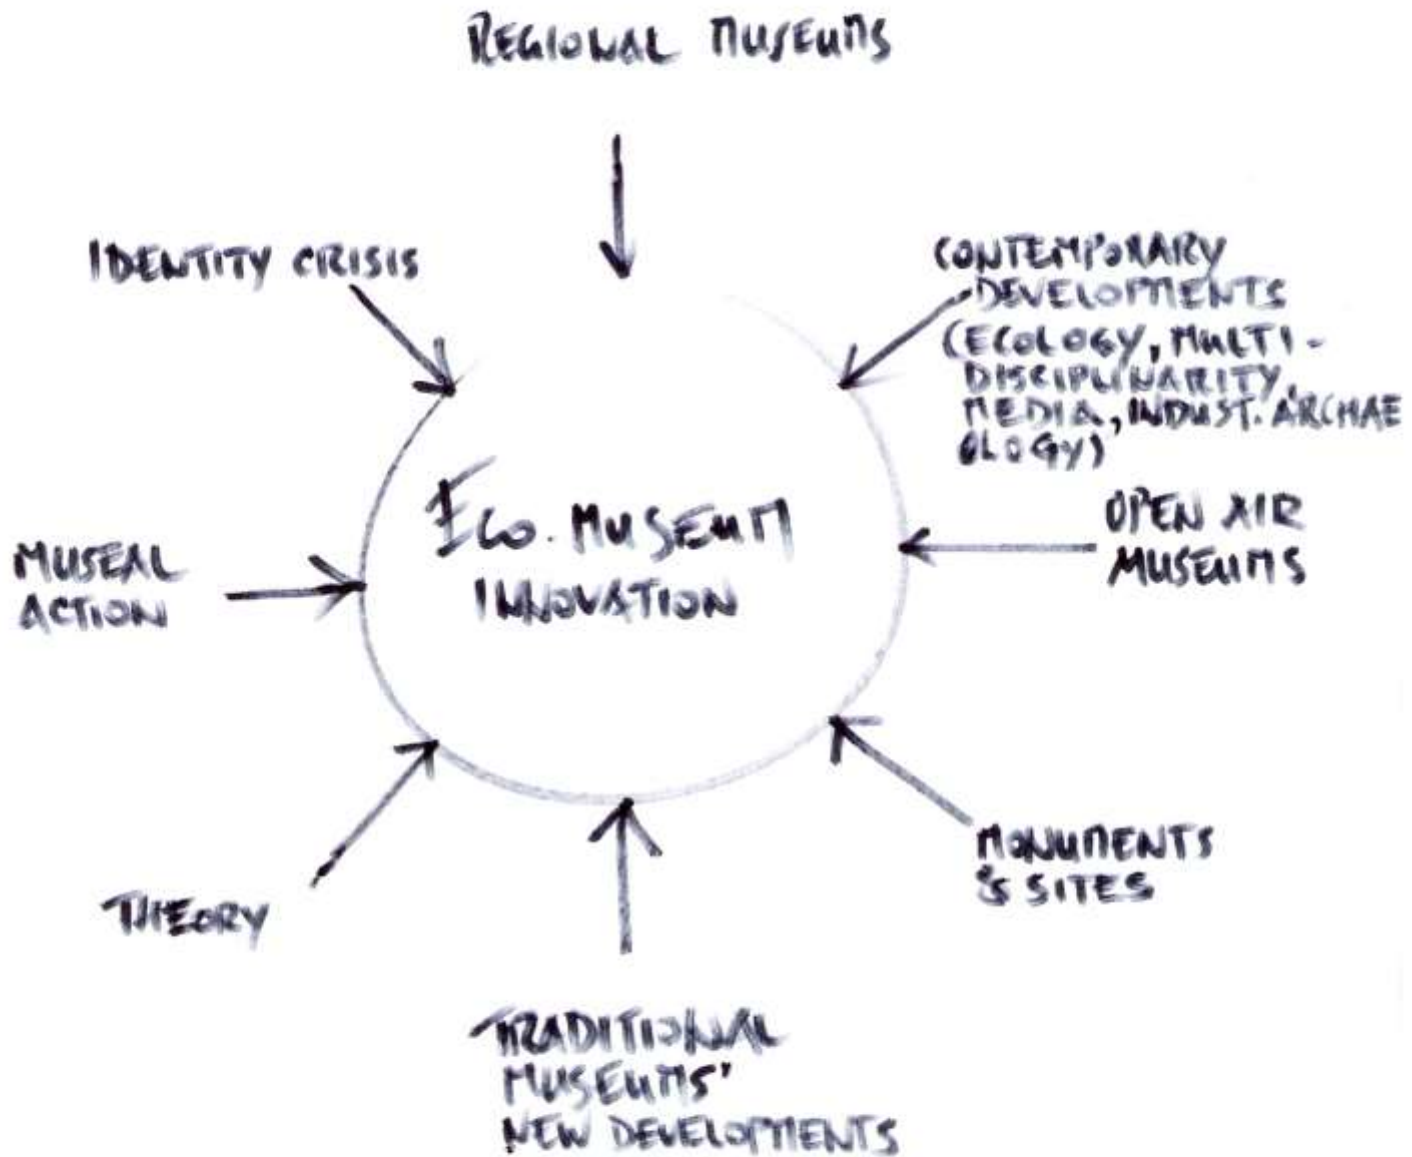 REGIONAL MUSEUMS
IDENTITY CRISIS
CONTEMPORARY
DEVELOPMENTS
(ECOLOGY, MULTI-
DISCIPLINARITY,
MEDIA, INDUST. ARCHAE
OLOGY)
ECO. MUSEUM
INNOVATION
OPEN AIR
MUSEUMS
MUSEAL
ACTION
MONUMENTS
& SITES
THEORY
TRADITIONAL
MUSEUMS'
NEW DEVELOPMENTS